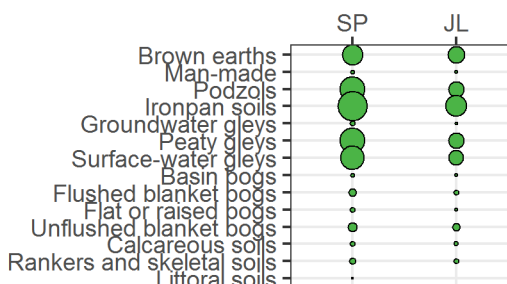 SP JL
Brown earths
Man-made
Podzols
Ironpan soils
Groundwater gleys
Peaty gleys
Surface-water gleys
Basin bogs
Flushed blanket bogs
Flat or raised bogs
Unflushed blanket bogs
Calcareous soils
Rankers and skeletal soils
Littoral soils